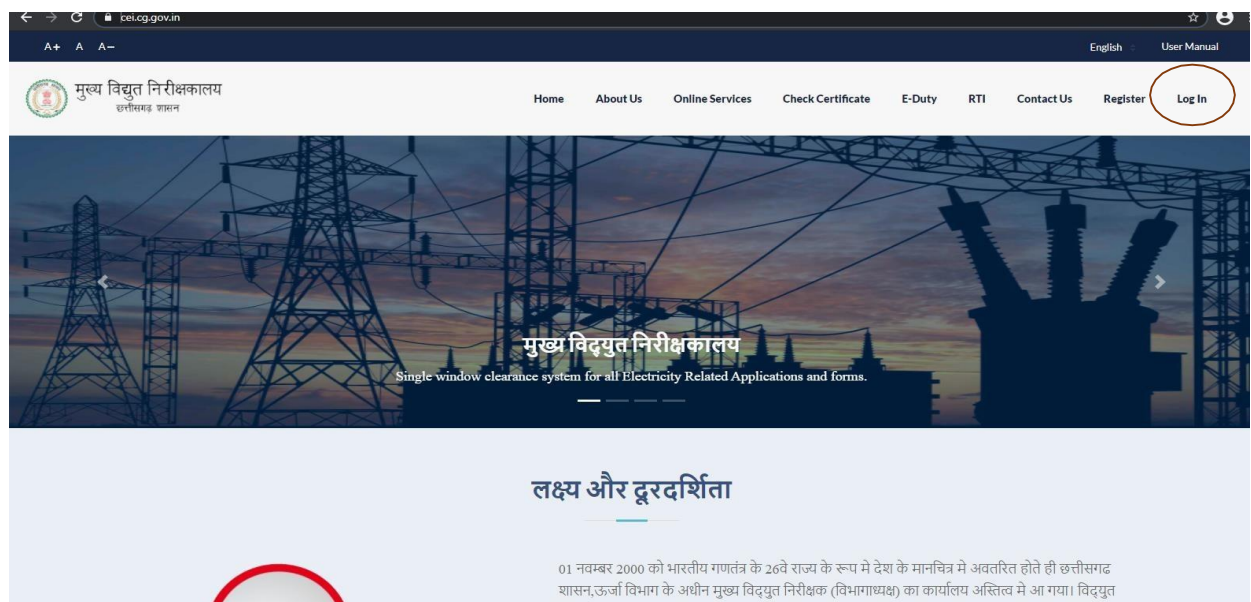 cei.cg.gov.in
A+ A A- English User Manual
मुख्य विद्युत निरीक्षकालय
छत्तीसगढ़ शासन
Home About Us Online Services Check Certificate E-Duty RTI Contact Us Register Log In
मुख्य विद्युत निरीक्षकालय
Single window clearance system for all Electricity Related Applications and forms.
लक्ष्य और दूरदर्शिता
01 नवम्बर 2000 को भारतीय गणतंत्र के 26वे राज्य के रूप मे देश के मानचित्र मे अवतरित होते ही छत्तीसगढ
शासन,ऊर्जा विभाग के अधीन मुख्य विद्युत निरीक्षक (विभागाध्यक्ष) का कार्यालय अस्तित्व मे आ गया। विद्युत